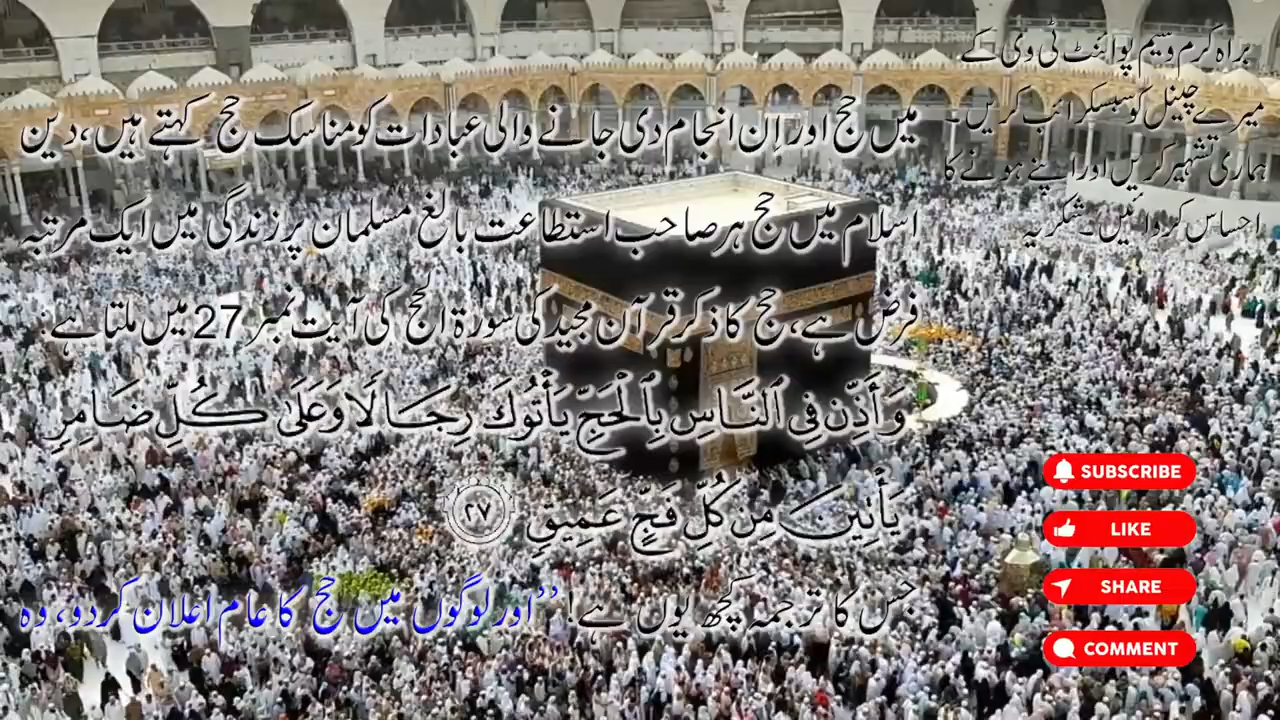 میں حج اور اِن انجام دی جانے والی عبادات کو مناسک حج کہتے ہیں، دین
اسلام میں حج ہر صاحب استطاعت بالغ مسلمان پر زندگی میں ایک مرتبہ
فرض ہے، حج کا ذکر قرآن مجید کی سورۃ الحج کی آیت نمبر 27 میں ملتا ہے:
وَأَذِّن فِى ٱلنَّاسِ بِٱلْحَجِّ يَأْتُوكَ رِجَالًا وَعَلَىٰ كُلِّ ضَامِرٍ
يَأْتِينَ مِن كُلِّ فَجٍّ عَمِيقٍ ٢٧
جس کا ترجمہ کچھ یوں ہے! ’’اور لوگوں میں حج کا عام اعلان کردو، وہ
براہ کرم وسیم پوائنٹ ٹی وی کے
میرے چینل کو سبسکرائب کریں۔
ہماری تشہیر کریں اور اپنے ہونے کا
احساس کروائیں۔ شکریہ
SUBSCRIBE
LIKE
SHARE
COMMENT